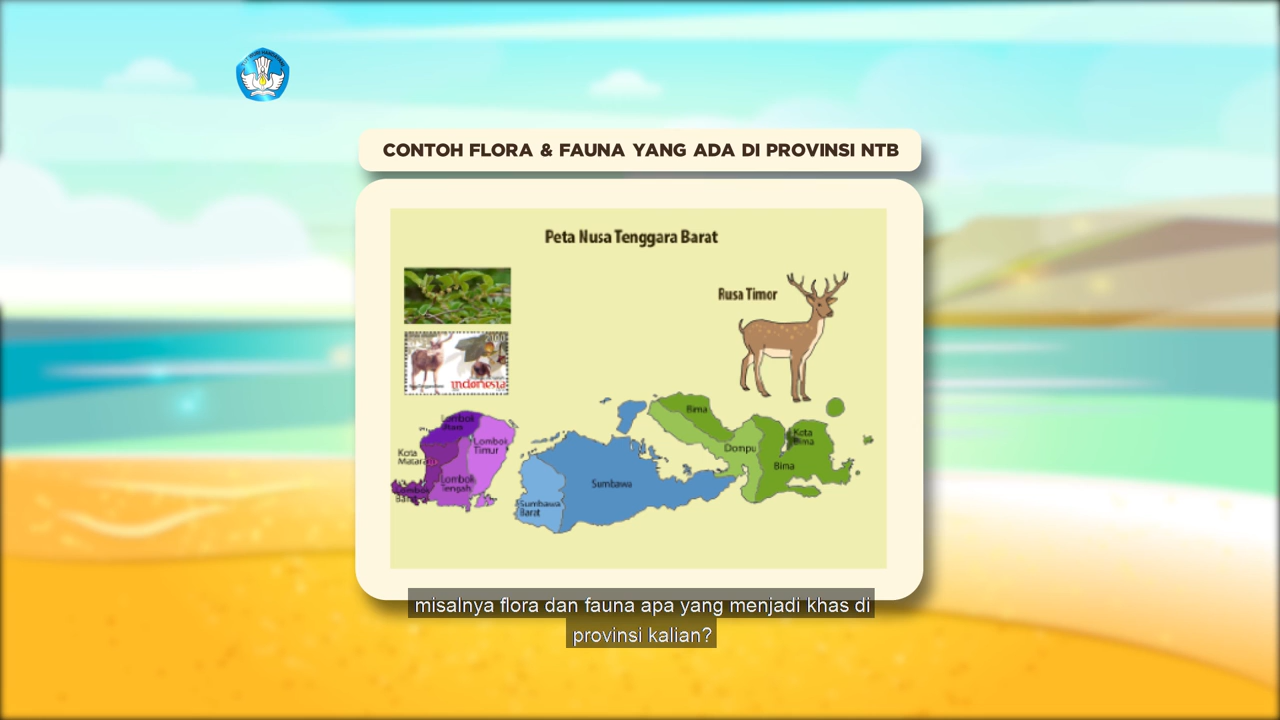 CONTOH FLORA & FAUNA YANG ADA DI PROVINSI NTB
Peta Nusa Tenggara Barat
Rusa Timor
Indonesia
Lombok
Utara
Lombok
Timur
Kota
Mataram
Lombok
Tengah
Lombok
Barat
Sumbawa
Barat
Sumbawa
Bima
Dompu
Kota
Bima
Bima
misalnya flora dan fauna apa yang menjadi khas di
provinsi kalian?